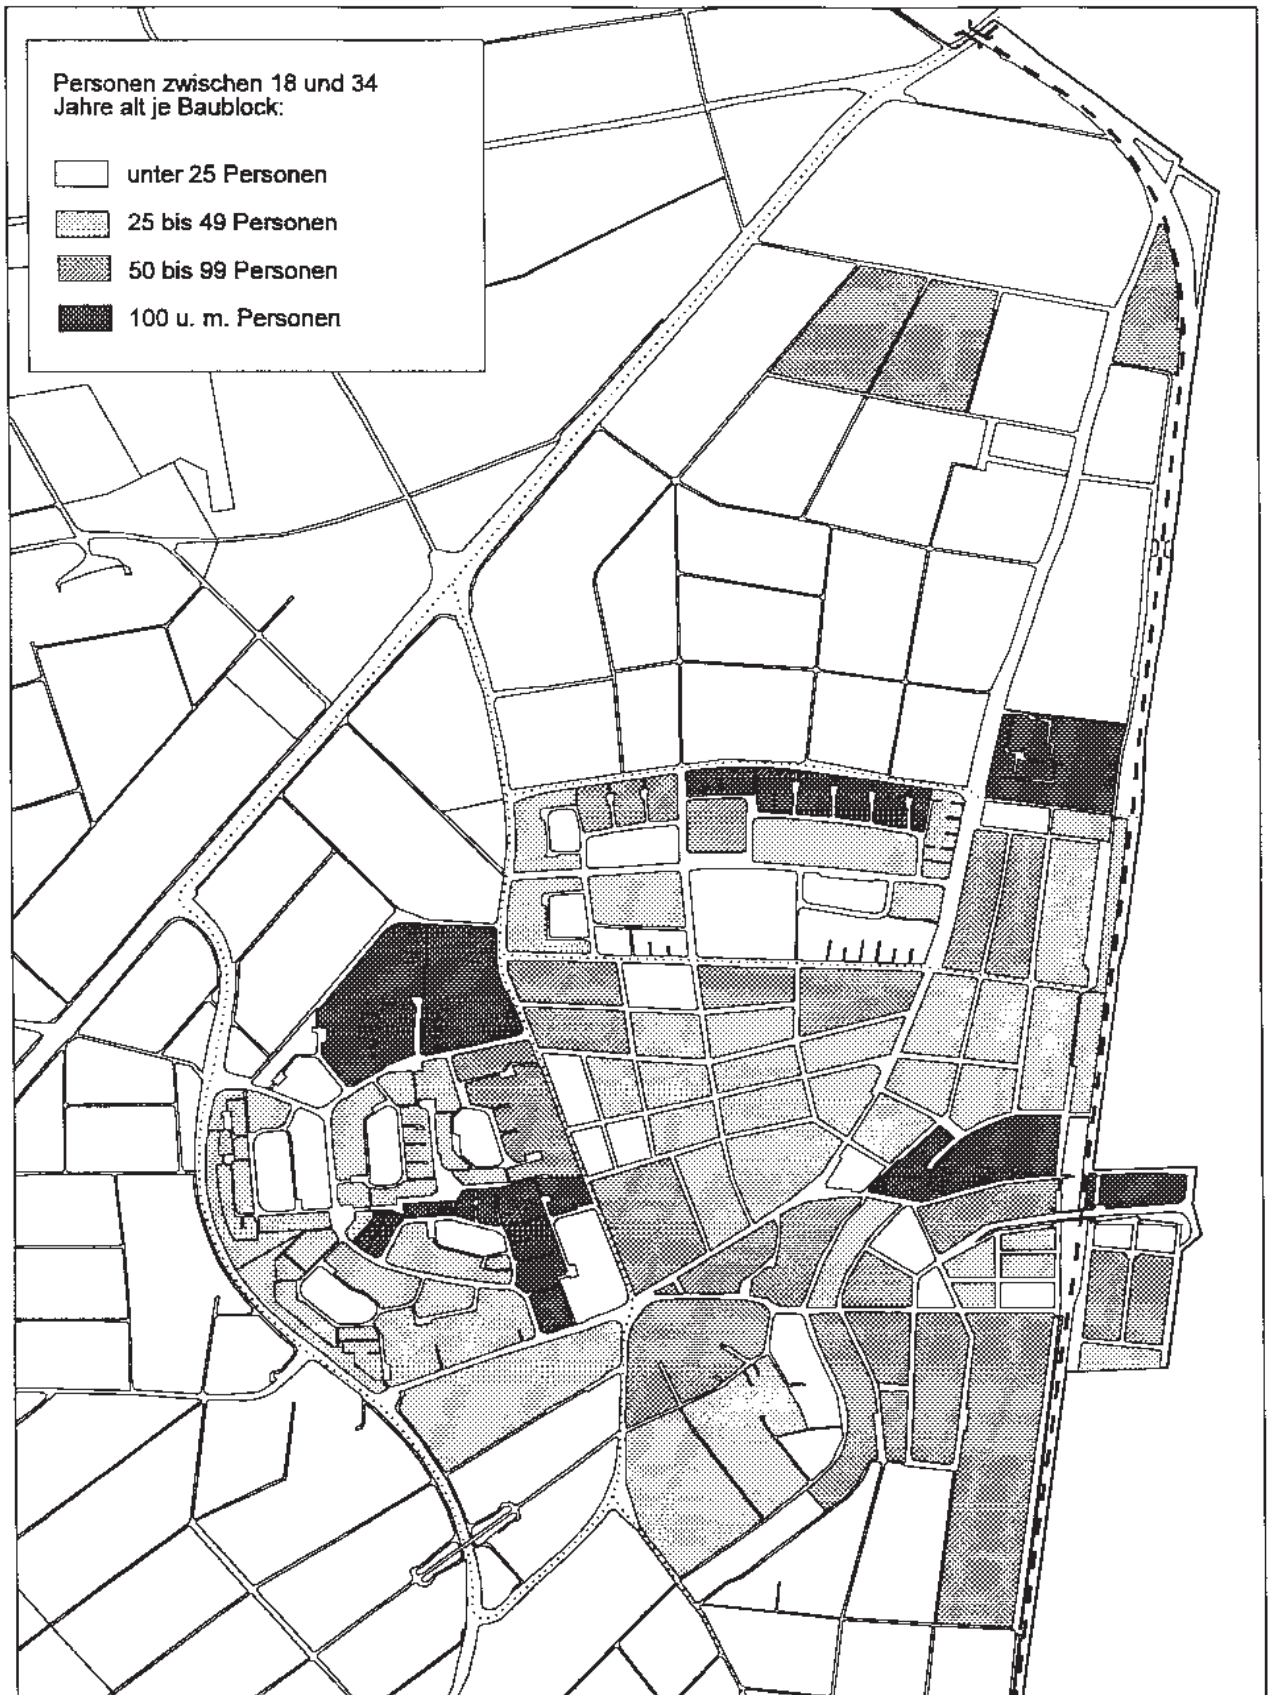 Personen zwischen 18 und 34
Jahre alt je Baublock:
unter 25 Personen
25 bis 49 Personen
50 bis 99 Personen
100 u. m. Personen